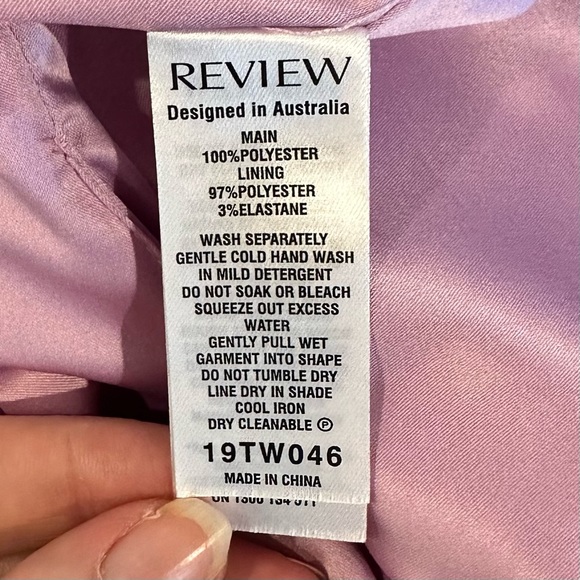 REVIEW
Designed in Australia
MAIN
100%POLYESTER
LINING
97%POLYESTER
3%ELASTANE
WASH SEPARATELY
GENTLE COLD HAND WASH
IN MILD DETERGENT
DO NOT SOAK OR BLEACH
SQUEEZE OUT EXCESS
WATER
GENTLY PULL WET
GARMENT INTO SHAPE
DO NOT TUMBLE DRY
LINE DRY IN SHADE
COOL IRON
DRY CLEANABLE Ⓟ
19TW046
MADE IN CHINA